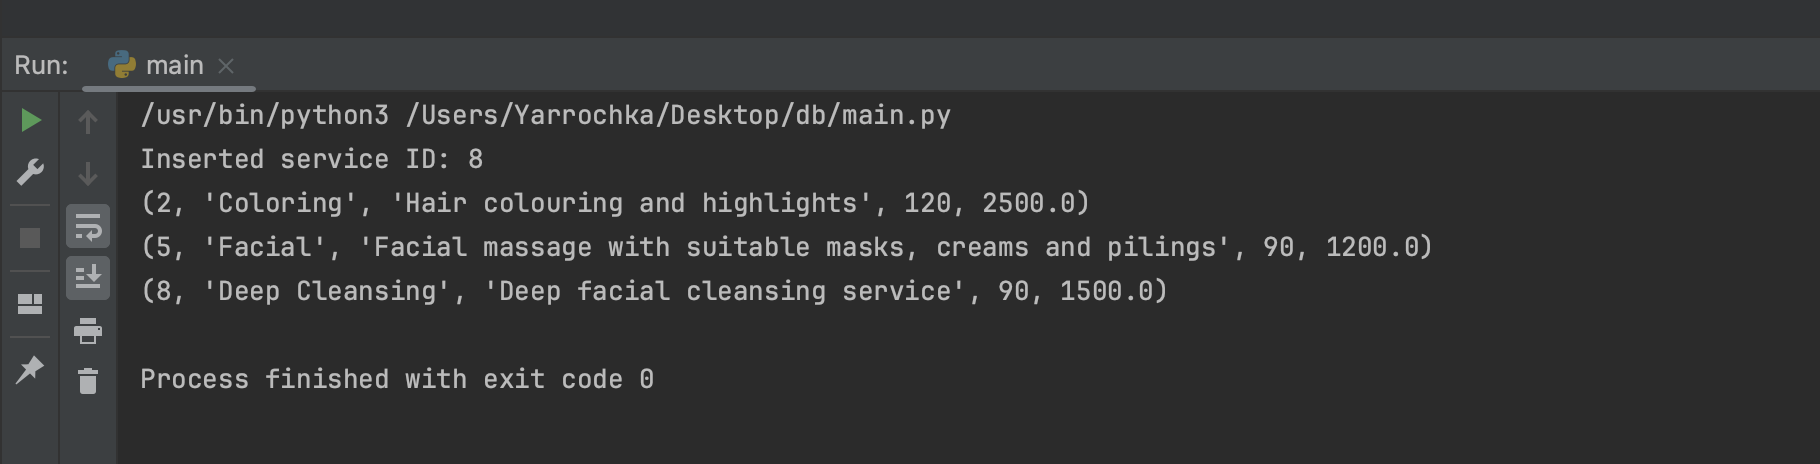 Run: main
/usr/bin/python3 /Users/Yarrochka/Desktop/db/main.py
Inserted service ID: 8
(2, 'Coloring', 'Hair colouring and highlights', 120, 2500.0)
(5, 'Facial', 'Facial massage with suitable masks, creams and pilings', 90, 1200.0)
(8, 'Deep Cleansing', 'Deep facial cleansing service', 90, 1500.0)
Process finished with exit code 0